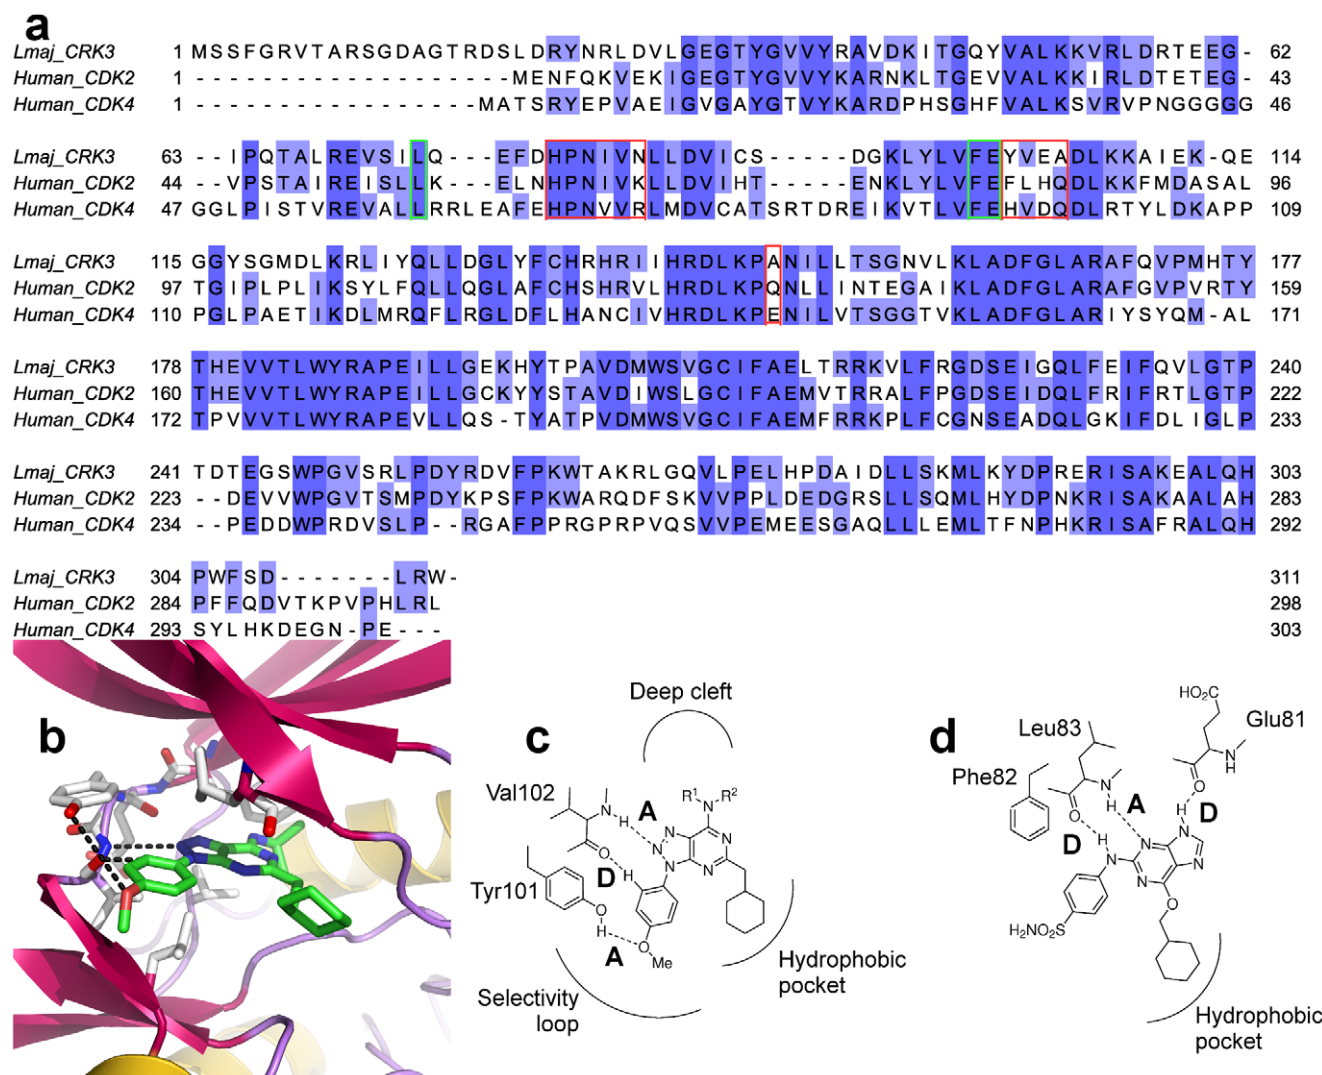 a
Lmaj_CRK3 1 MSSFGRVTARSGDAGTRDSLDRYNRLDVLGEGTYGVVYRAVDKITGQYVALKKVRLDRTEEG- 62
Human_CDK2 1 -------------------MENFQKVEKIGEGTYGVVYKARNKLTGEVVALKKIRLDTETEG- 43
Human_CDK4 1 -----------------MATSRYEPVAEIGVGAYGTVYKARDPHSGHFVALKSVRVPNGGGGG 46
Lmaj_CRK3 63 --IPQTALREVSILQ---EFDHPNIVNLLDVICS-----DGKLYLVFEYVEADLKKAIEK-QE 114
Human_CDK2 44 --VPSTAIREISLLK---ELNHPNIVKLLDVIHT-----ENKLYLVFEFLHQDLKKFMDASAL 96
Human_CDK4 47 GGLPISTVREVALLRRLEAFEHPNVVRLMDVCATSRTDREIKVTLVFEHVDQDLRTYLDKAPP 109
Lmaj_CRK3 115 GGYSGMDLKRLIYQLLDGLYFCHRHRIIHRDLKPANILLTSGNVLKLADFGLARAFQVPMHTY 177
Human_CDK2 97 TGIPLPLIKSYLFQLLQGLAFCHSHRVLHRDLKPQNLLINTEGAIKLADFGLARAFGVPVRTY 159
Human_CDK4 110 PGLPAETIKDLMRQFLRGLDFLHANCIVHRDLKPENILVTSGGTVKLADFGLARIYSYQM-AL 171
Lmaj_CRK3 178 THEVVTLWYRAPEILLGEKHYTPAVDMWSVGCIFAELTRRKVLFRGDSEIGQLFEIFQVLGTP 240
Human_CDK2 160 THEVVTLWYRAPEILLGCKYYSTAVDIWSLGCIFAEMVTRRALFPGDSEIDQLFRIFRTLGTP 222
Human_CDK4 172 TPVVVTLWYRAPEVLLQS-TYATPVDMWSVGCIFAEMFRRKPLFCGNSEADQLGKIFDLIGLP 233
Lmaj_CRK3 241 TDTEGSWPGVSRLPDYRDVFPKWTAKRLGQVLPELHPDAIDLLSKMLKYDPRERISAKEALQH 303
Human_CDK2 223 --DEVVWPGVTSMPDYKPSFPKWARQDFSKVVPPLDEDGRSLLSQMLHYDPNKRISAKAALAH 283
Human_CDK4 234 --PEDDWPRDVSLP--RGAFPPRGPRPVQSVVPEMEESGAQLLLEMLTFNPHKRISAFRALQH 292
Lmaj_CRK3 304 PWFSD-------LRW- 311
Human_CDK2 284 PFFQDVTKPVPHLRL 298
Human_CDK4 293 SYLHKDEGN-PE--- 303
b
c
Deep cleft
Val102
N
H
A
R¹ N R²
N
N
N
N
N
N
O
D
H
Tyr101
O
H
A
O
Me
Hydrophobic
pocket
Selectivity
loop
d
HO₂C
Glu81
Leu83
Phe82
N
H
O
N
H
A
D
O
H
N
D
H
N
N
N
N
O
H₂NO₂S
Hydrophobic
pocket